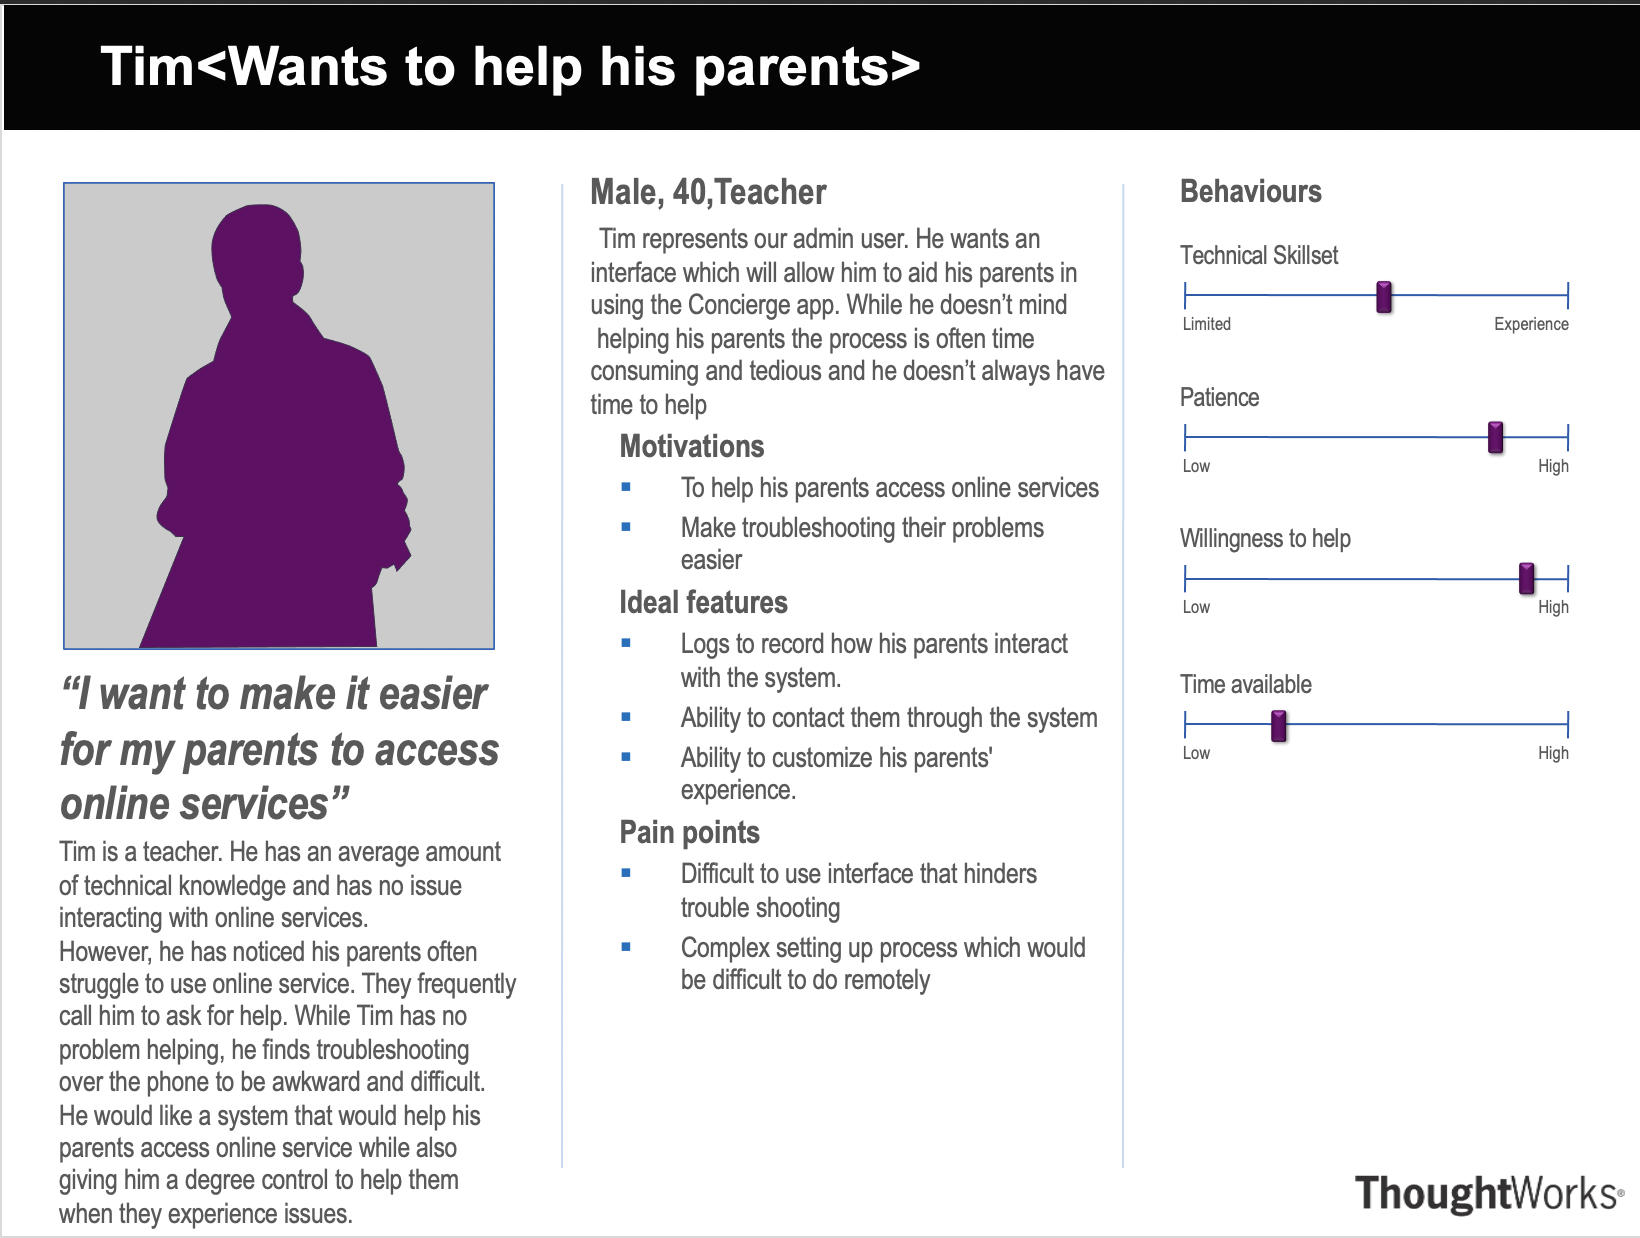 Tim<Wants to help his parents>
“I want to make it easier
for my parents to access
online services”
Tim is a teacher. He has an average amount
of technical knowledge and has no issue
interacting with online services.
However, he has noticed his parents often
struggle to use online service. They frequently
call him to ask for help. While Tim has no
problem helping, he finds troubleshooting
over the phone to be awkward and difficult.
He would like a system that would help his
parents access online service while also
giving him a degree control to help them
when they experience issues.
Male, 40,Teacher
Tim represents our admin user. He wants an
interface which will allow him to aid his parents in
using the Concierge app. While he doesn’t mind
helping his parents the process is often time
consuming and tedious and he doesn’t always have
time to help
Motivations
▪ To help his parents access online services
▪ Make troubleshooting their problems
easier
Ideal features
▪ Logs to record how his parents interact
with the system.
▪ Ability to contact them through the system
▪ Ability to customize his parents'
experience.
Pain points
▪ Difficult to use interface that hinders
trouble shooting
▪ Complex setting up process which would
be difficult to do remotely
Behaviours
Technical Skillset
Limited Experience
Patience
Low High
Willingness to help
Low High
Time available
Low High
ThoughtWorks®